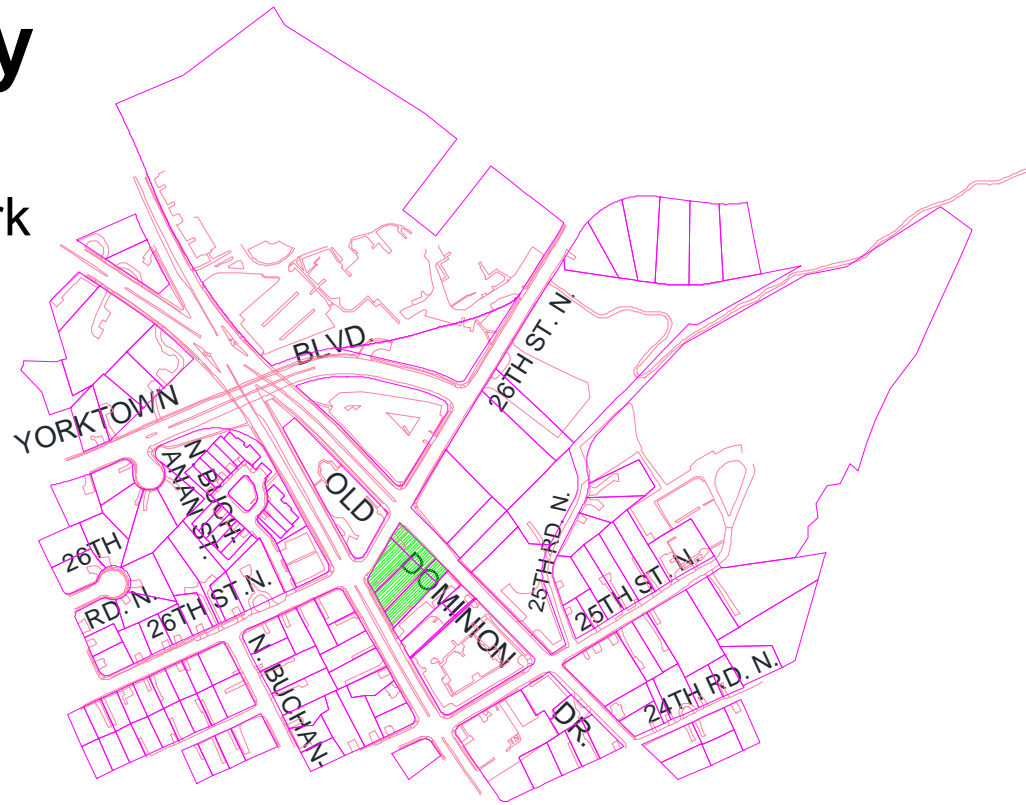 y
rk
BLVD.
26TH ST. N.
YORKTOWN
N. BUCH-
ANAN ST.
OLD
DOMINION
DR.
25TH RD. N.
26TH
RD. N.
26TH ST.N.
25TH ST. N.
N. BUCHAN-
24TH RD. N.